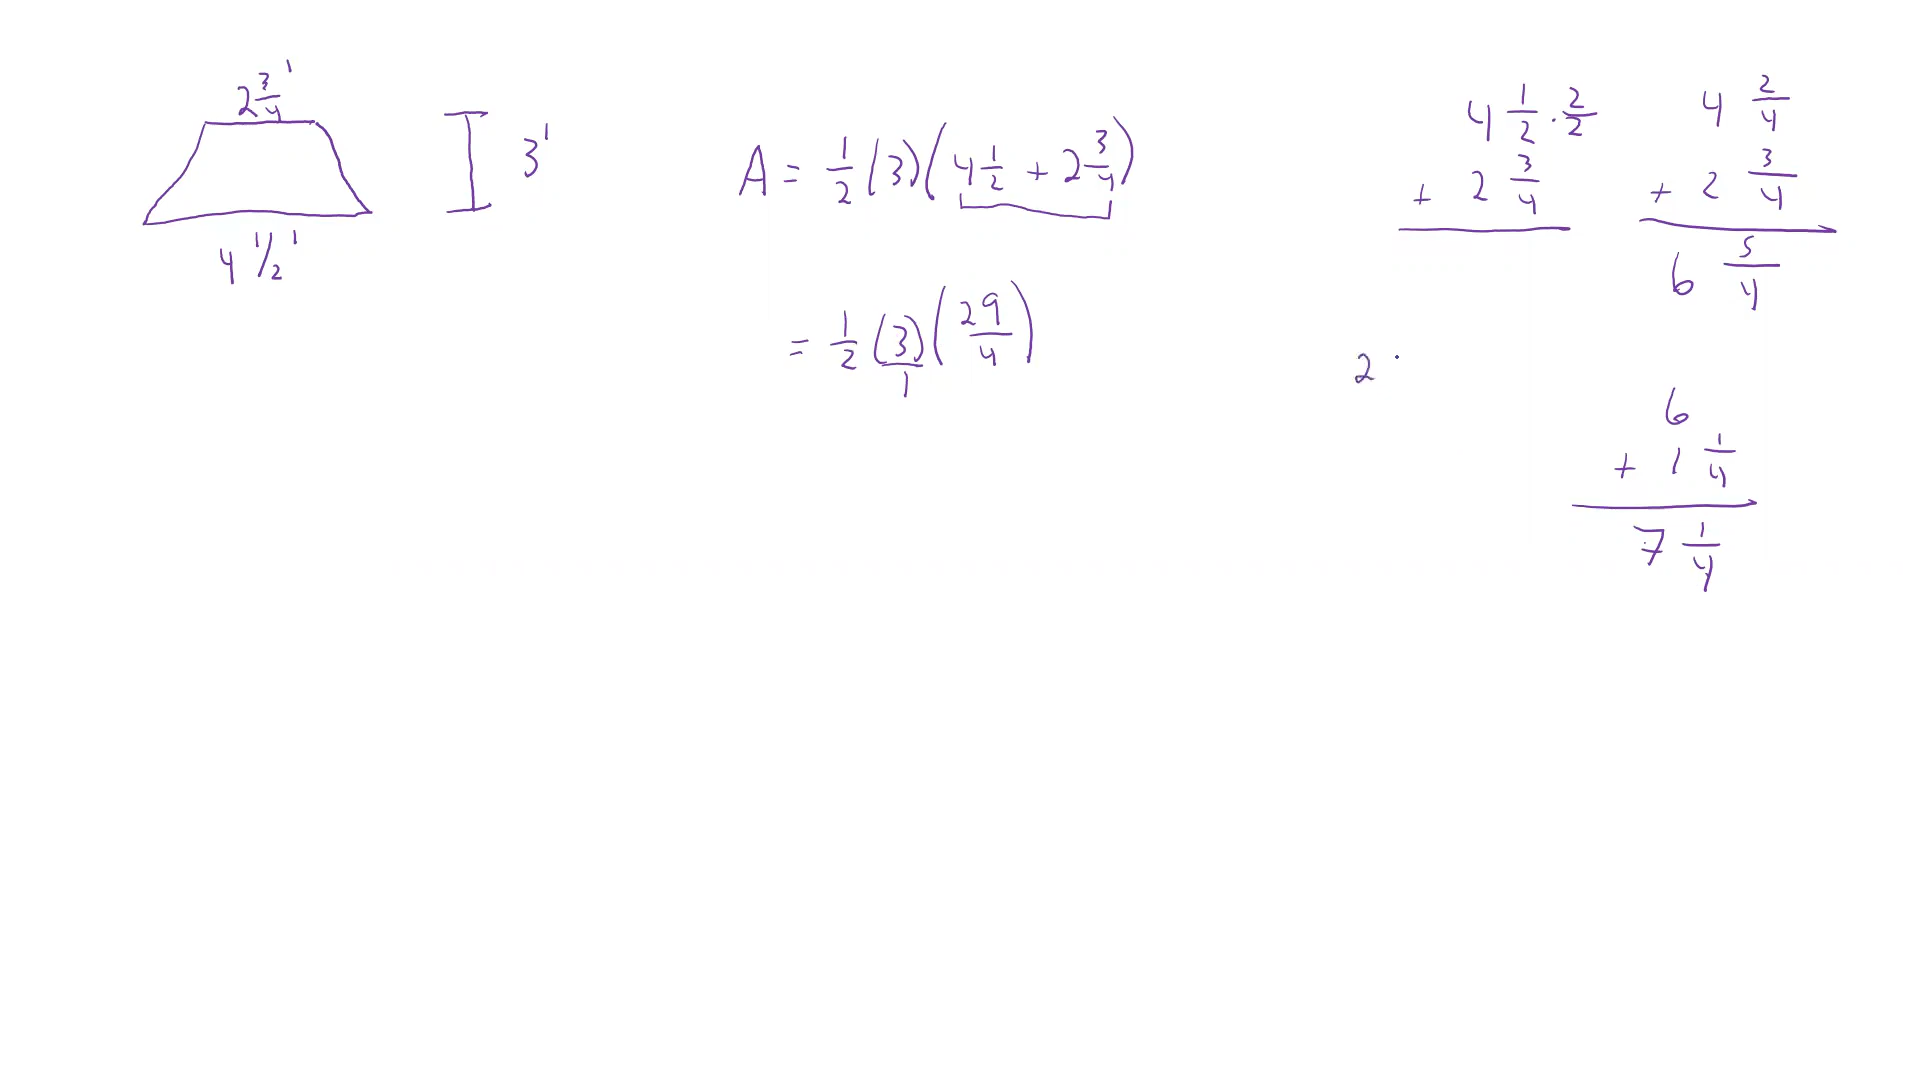 2 3/4 '
3'
4 1/2 '
A = 1/2 (3)(4 1/2 + 2 3/4)
= 1/2 (3)/1 (29/4)
4 1/2 · 2/2
+ 2 3/4
4 2/4
+ 2 3/4
6 5/4
2 ·
6
+ 1 1/4
7 1/4